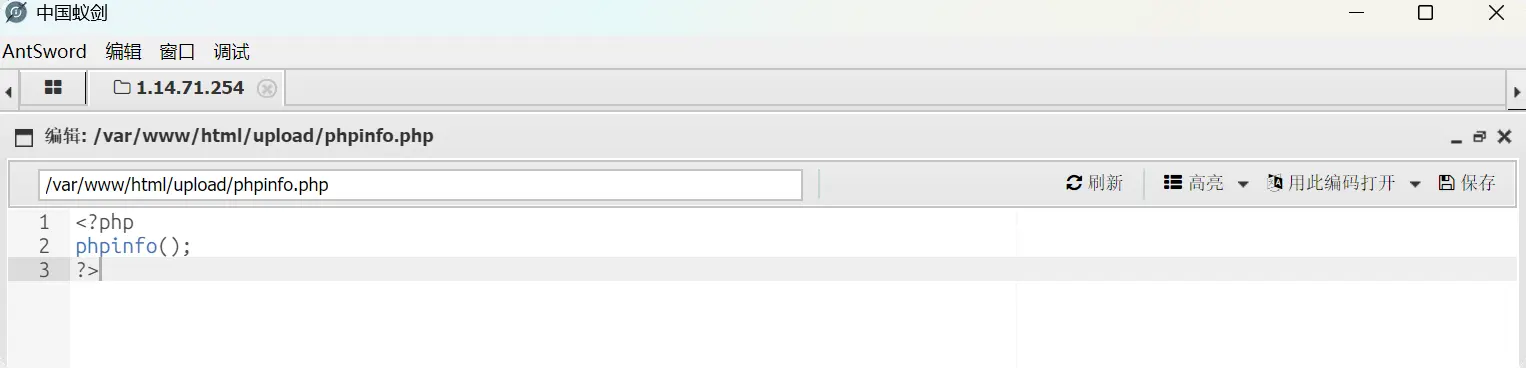 中国蚁剑
AntSword 编辑 窗口 调试
1.14.71.254
编辑: /var/www/html/upload/phpinfo.php
/var/www/html/upload/phpinfo.php 刷新 高亮 用此编码打开 保存
1 <?php
2 phpinfo();
3 ?>